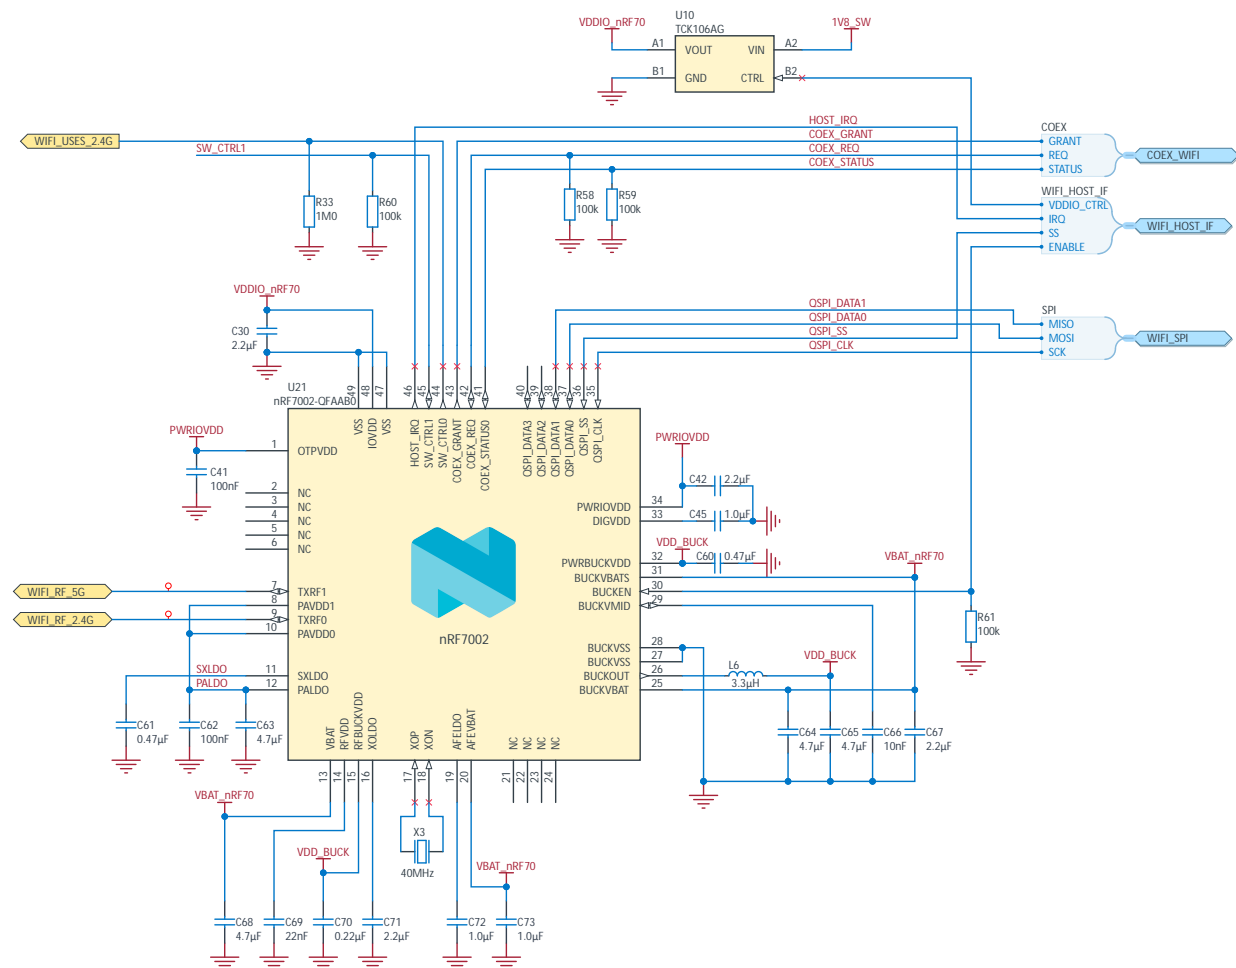 U10
TCK106AG
VDDIO_nRF70
1V8_SW
A1 VOUT VIN A2
B1 GND CTRL B2
WIFI_USES_2.4G
SW_CTRL1
HOST_IRQ
COEX_GRANT
COEX_REQ
COEX_STATUS
COEX
GRANT
REQ
STATUS
COEX_WIFI
R33
1M0
R60
100k
R58
100k
R59
100k
WIFI_HOST_IF
VDDIO_CTRL
IRQ
SS
ENABLE
WIFI_HOST_IF
VDDIO_nRF70
C30
2.2µF
QSPI_DATA1
QSPI_DATA0
QSPI_SS
QSPI_CLK
SPI
MISO
MOSI
SCK
WIFI_SPI
U21
nRF7002-QFAAB0
49 48 47 46 45 44 43 42 41 40 39 38 37 36 35
VSS
IOVDD
VSS
HOST_IRQ
SW_CTRL1
SW_CTRL0
COEX_GRANT
COEX_REQ
COEX_STATUS0
QSPI_DATA3
QSPI_DATA2
QSPI_DATA1
QSPI_DATA0
QSPI_SS
QSPI_CLK
PWRIOVDD
1 OTPVDD
C41
100nF
2 NC
3 NC
4 NC
5 NC
6 NC
WIFI_RF_5G
7 TXRF1
8 PAVDD1
WIFI_RF_2.4G
9 TXRF0
10 PAVDD0
SXLDO 11 SXLDO
PALDO 12 PALDO
C61
0.47µF
C62
100nF
C63
4.7µF
nRF7002
PWRIOVDD
C42 2.2µF
PWRIOVDD 34
DIGVDD 33
C45 1.0µF
VDD_BUCK
PWRBUCKVDD 32
C60 0.47µF
BUCKVBATS 31
VBAT_nRF70
BUCKEN 30
BUCKVMID 29
R61
100k
BUCKVSS 28
BUCKVSS 27
BUCKOUT 26
BUCKVBAT 25
L6
3.3µH
VDD_BUCK
C64
4.7µF
C65
4.7µF
C66
10nF
C67
2.2µF
VBAT
RFVDD
RFBUCKVDD
XOLDO
XOP
XON
AFELDO
AFEVBAT
NC
NC
NC
NC
13 14 15 16 17 18 19 20 21 22 23 24
VBAT_nRF70
VDD_BUCK
X3
40MHz
VBAT_nRF70
C68
4.7µF
C69
22nF
C70
0.22µF
C71
2.2µF
C72
1.0µF
C73
1.0µF